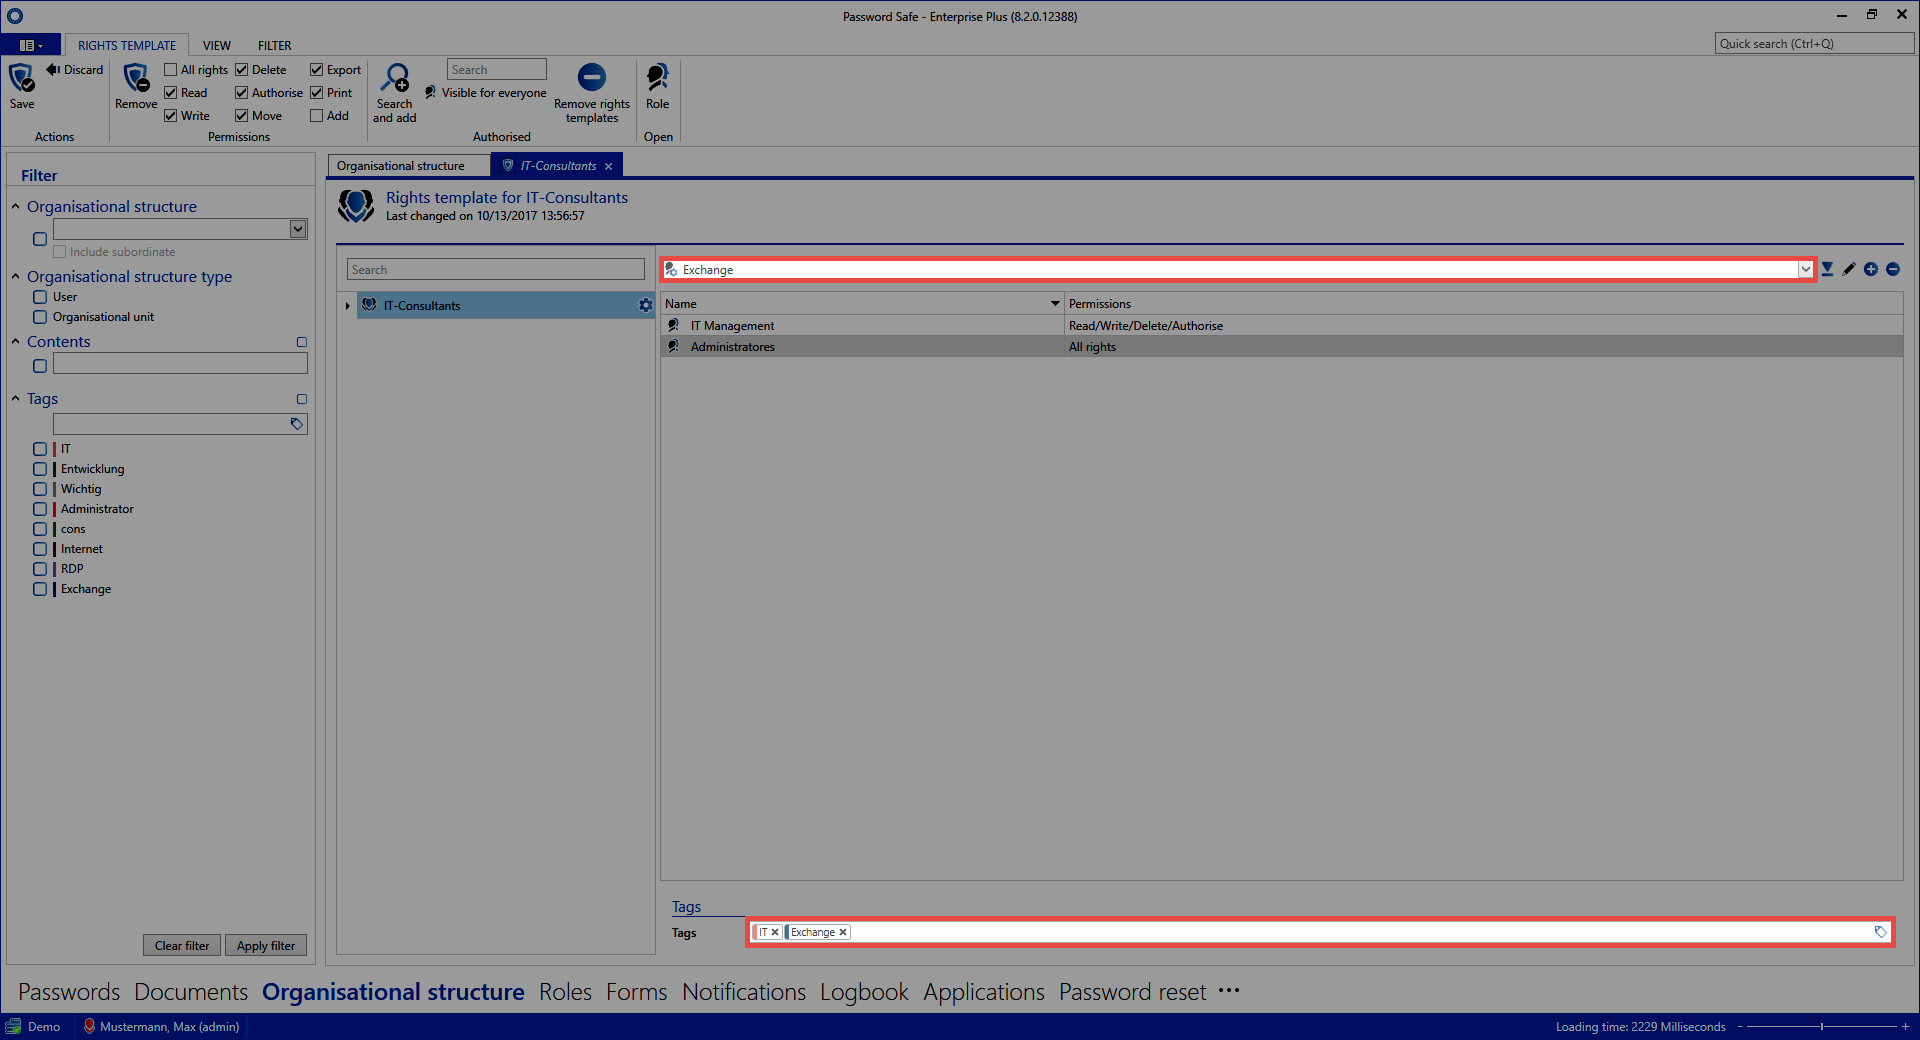 Password Safe - Enterprise Plus (8.2.0.12388)
RIGHTS TEMPLATE VIEW FILTER
Quick search (Ctrl+Q)
Save
Discard
Actions
Remove
All rights
Delete
Export
Read
Authorise
Print
Write
Move
Add
Permissions
Search and add
Search
Visible for everyone
Remove rights templates
Authorised
Role
Open
Filter
Organisational structure
Include subordinate
Organisational structure type
User
Organisational unit
Contents
Tags
IT
Entwicklung
Wichtig
Administrator
cons
Internet
RDP
Exchange
Clear filter
Apply filter
Organisational structure
IT-Consultants
Rights template for IT-Consultants
Last changed on 10/13/2017 13:56:57
Search
IT-Consultants
Exchange
Name Permissions
IT Management Read/Write/Delete/Authorise
Administratores All rights
Tags
Tags IT Exchange
Passwords Documents Organisational structure Roles Forms Notifications Logbook Applications Password reset ...
Demo Mustermann, Max (admin)
Loading time: 2229 Milliseconds - +